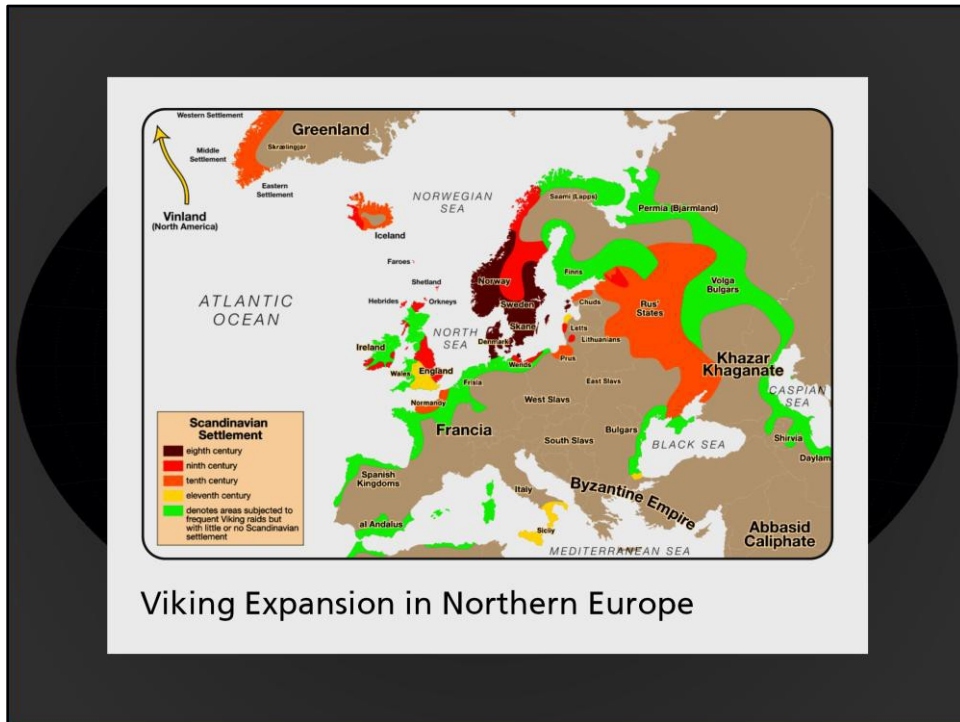 Western Settlement
Greenland
Skrælingjar
Middle
Settlement
Eastern
Settlement
Vinland
(North America)
NORWEGIAN
SEA
Iceland
Faroes
Shetland
Hebrides
Orkneys
ATLANTIC
OCEAN
NORTH
SEA
Norway
Sweden
Skane
Denmark
Saami (Lapps)
Permia (Bjarmland)
Finns
Volga
Bulgars
Chuds
Rus'
States
Letts
Lithuanians
Prus
Wends
Ireland
Wales
England
Frisia
Normandy
Khazar
Khaganate
CASPIAN
SEA
East Slavs
West Slavs
Francia
South Slavs
Bulgars
BLACK SEA
Shirvia
Daylam
Spanish
Kingdoms
Italy
Byzantine Empire
al Andalus
Sicily
Abbasid
Caliphate
MEDITERRANEAN SEA
Scandinavian
Settlement
eighth century
ninth century
tenth century
eleventh century
denotes areas subjected to
frequent Viking raids but
with little or no Scandinavian
settlement
Viking Expansion in Northern Europe